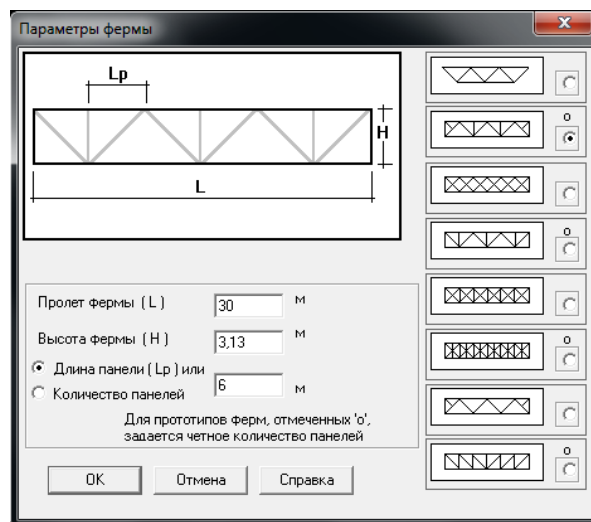 Параметры фермы
Lp
H
L
o
o
o
o
Пролет фермы ( L )
30
м
Высота фермы ( H )
3,13
м
Длина панели ( Lp ) или
Количество панелей
6
м
Для прототипов ферм, отмеченных 'о',
задается четное количество панелей
OK
Отмена
Справка